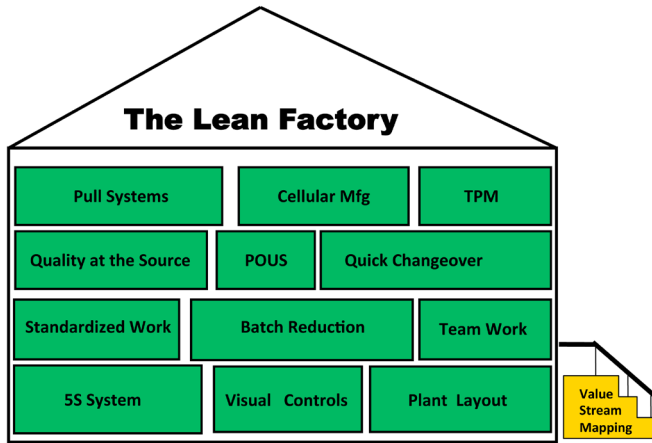 The Lean Factory
Pull Systems
Cellular Mfg
TPM
Quality at the Source
POUS
Quick Changeover
Standardized Work
Batch Reduction
Team Work
5S System
Visual Controls
Plant Layout
Value
Stream
Mapping